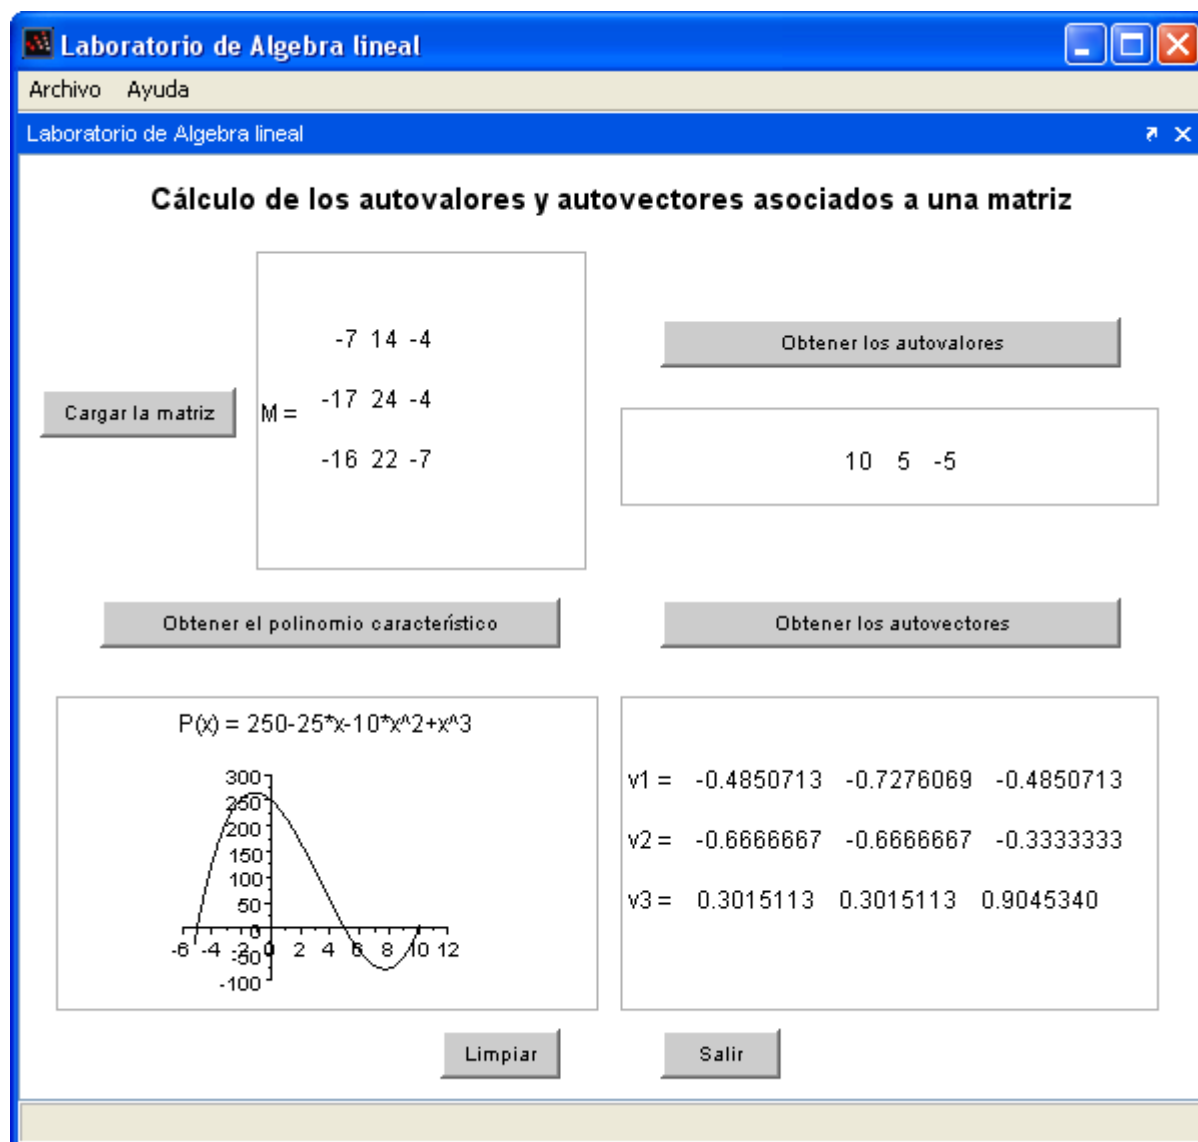 Laboratorio de Algebra lineal
Archivo Ayuda
Laboratorio de Algebra lineal
Cálculo de los autovalores y autovectores asociados a una matriz
Cargar la matriz
M =
-7 14 -4
-17 24 -4
-16 22 -7
Obtener los autovalores
10 5 -5
Obtener el polinomio característico
Obtener los autovectores
P(x) = 250-25*x-10*x^2+x^3
300
250
200
150
100
50
0
-50
-100
-6 -4 -2 0 2 4 6 8 10 12
v1 = -0.4850713 -0.7276069 -0.4850713
v2 = -0.6666667 -0.6666667 -0.3333333
v3 = 0.3015113 0.3015113 0.9045340
Limpiar
Salir